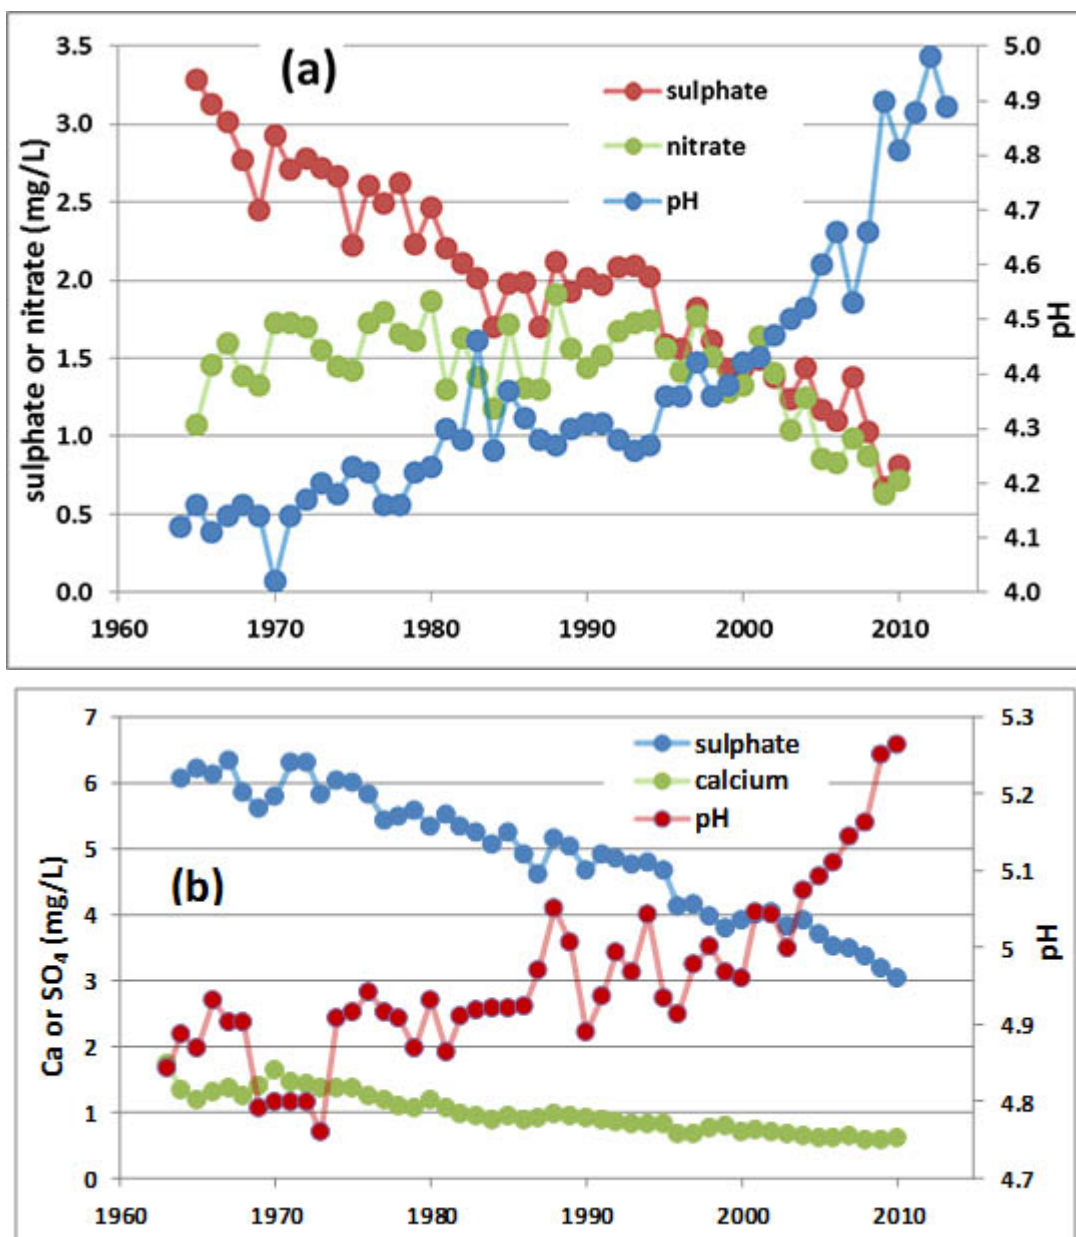 (a)
sulphate
nitrate
pH
sulphate or nitrate (mg/L)
3.5
3.0
2.5
2.0
1.5
1.0
0.5
0.0
5.0
4.9
4.8
4.7
4.6
4.5
4.4
4.3
4.2
4.1
4.0
pH
1960 1970 1980 1990 2000 2010
(b)
sulphate
calcium
pH
Ca or SO₄ (mg/L)
7
6
5
4
3
2
1
0
5.3
5.2
5.1
5
4.9
4.8
4.7
pH
1960 1970 1980 1990 2000 2010